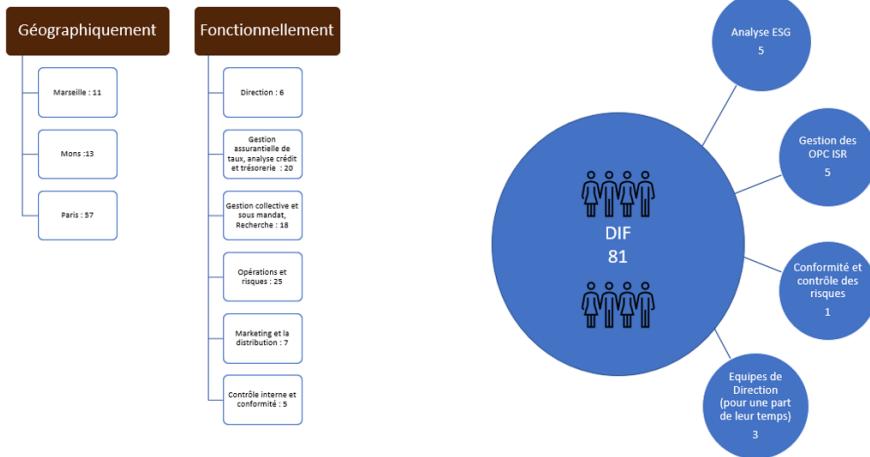 Géographiquement
Marseille : 11
Mons :13
Paris : 57
Fonctionnellement
Direction : 6
Gestion
assurantielle de
taux, analyse crédit
et trésorerie : 20
Gestion collective et
sous mandat,
Recherche : 18
Opérations et
risques : 25
Marketing et la
distribution : 7
Contrôle interne et
conformité : 5
DIF
81
Analyse ESG
5
Gestion des
OPC ISR
5
Conformité et
contrôle des
risques
1
Equipes de
Direction
(pour une part
de leur temps)
3